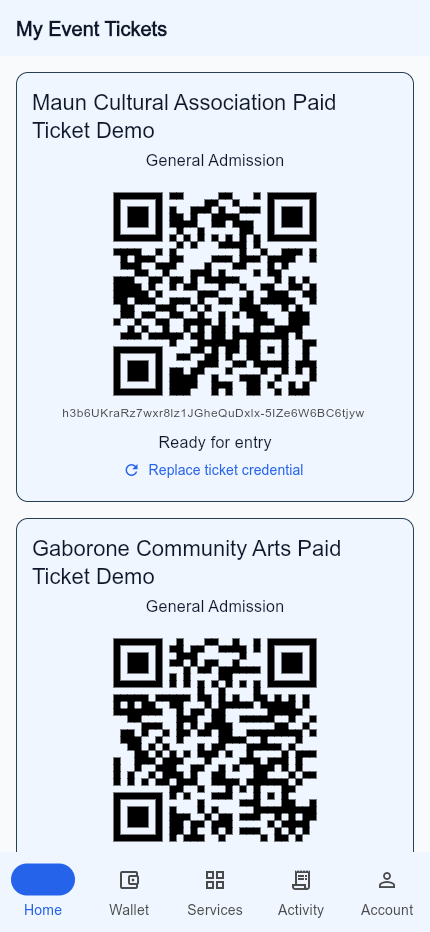 My Event Tickets
Maun Cultural Association Paid
Ticket Demo
General Admission
h3b6UKraRz7wxr8lz1JGheQuDxlx-5IZe6W6BC6tjyw
Ready for entry
Replace ticket credential
Gaborone Community Arts Paid
Ticket Demo
General Admission
Home
Wallet
Services
Activity
Account